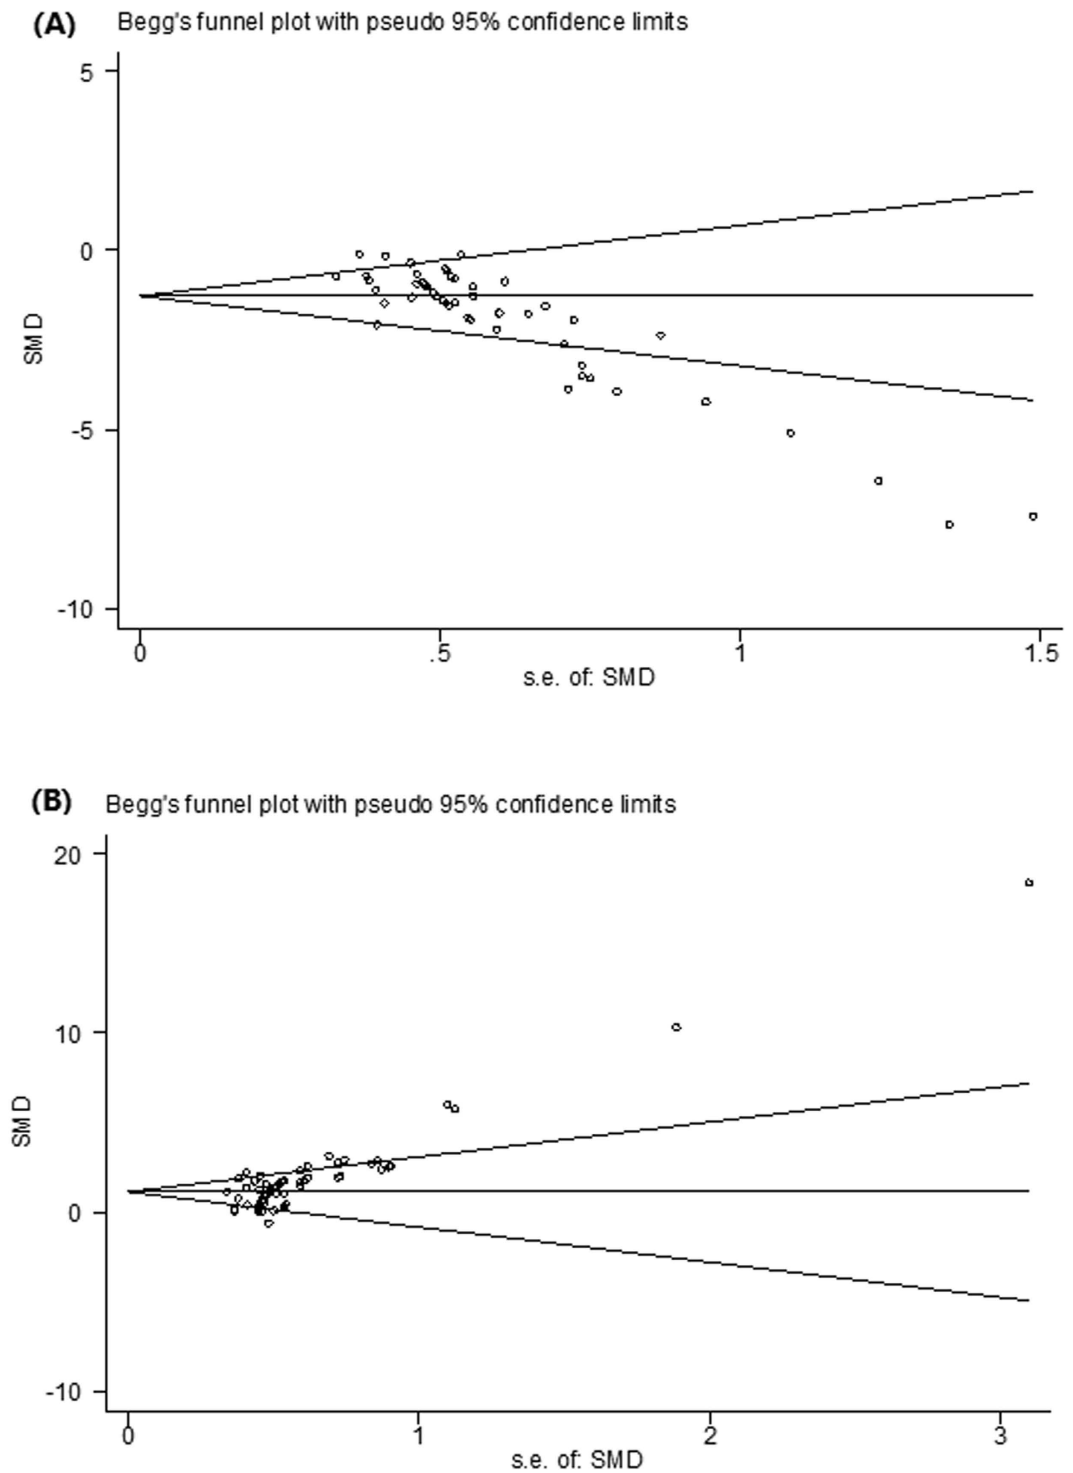 (A) Begg's funnel plot with pseudo 95% confidence limits
5
0
-5
-10
SMD
0 .5 1 1.5
s.e. of: SMD
(B) Begg's funnel plot with pseudo 95% confidence limits
20
10
0
-10
SMD
0 1 2 3
s.e. of: SMD